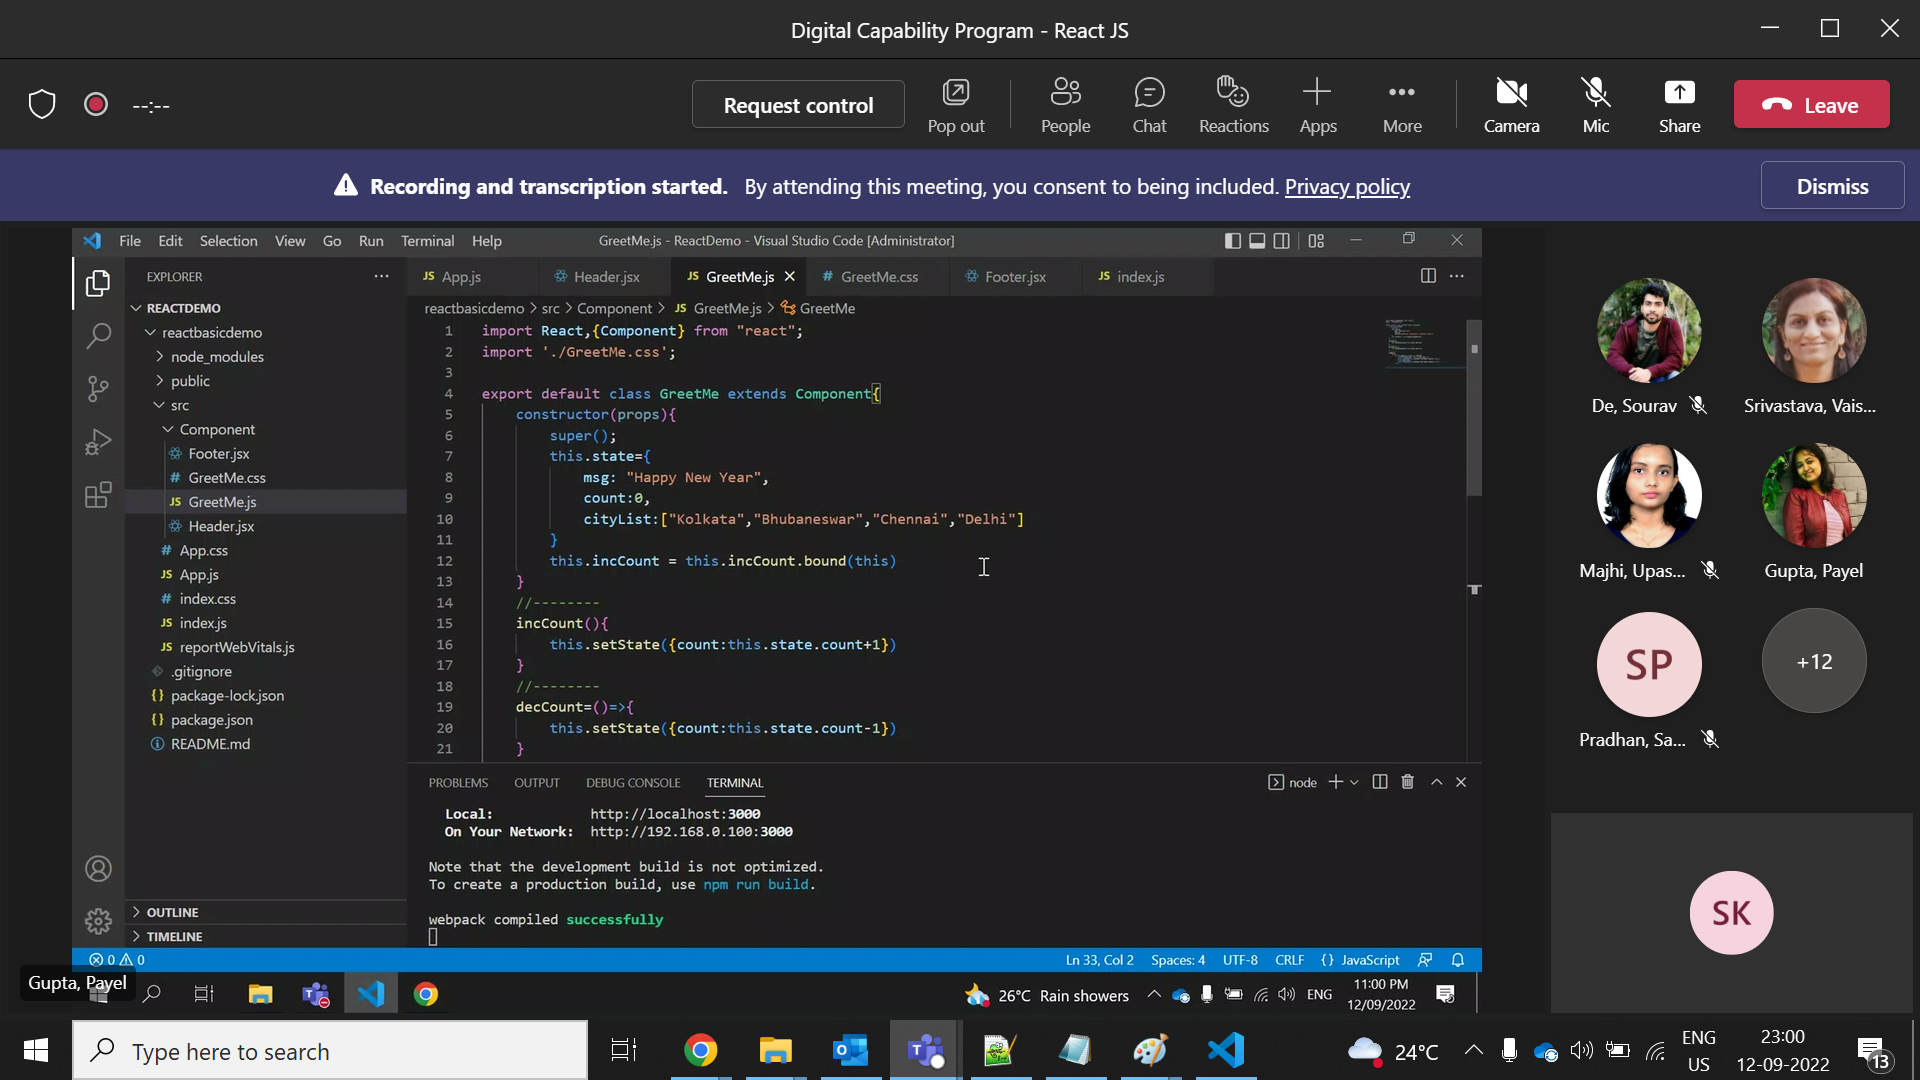 Digital Capability Program - React JS
--:--
Request control
Pop out
People
Chat
Reactions
Apps
More
Camera
Mic
Share
Leave
Recording and transcription started. By attending this meeting, you consent to being included. Privacy policy
Dismiss
File Edit Selection View Go Run Terminal Help
GreetMe.js - ReactDemo - Visual Studio Code [Administrator]
EXPLORER
REACTDEMO
reactbasicdemo
node_modules
public
src
Component
Footer.jsx
# GreetMe.css
JS GreetMe.js
Header.jsx
# App.css
JS App.js
# index.css
JS index.js
JS reportWebVitals.js
.gitignore
{} package-lock.json
{} package.json
README.md
OUTLINE
TIMELINE
JS App.js
Header.jsx
JS GreetMe.js
# GreetMe.css
Footer.jsx
JS index.js
reactbasicdemo > src > Component > JS GreetMe.js > GreetMe
1 import React,{Component} from "react";
2 import './GreetMe.css';
3
4 export default class GreetMe extends Component{
5 constructor(props){
6 super();
7 this.state={
8 msg: "Happy New Year",
9 count:0,
10 cityList:["Kolkata","Bhubaneswar","Chennai","Delhi"]
11 }
12 this.incCount = this.incCount.bound(this)
13 }
14 //--------
15 incCount(){
16 this.setState({count:this.state.count+1})
17 }
18 //--------
19 decCount=()=>{
20 this.setState({count:this.state.count-1})
21 }
PROBLEMS OUTPUT DEBUG CONSOLE TERMINAL
node
Local: http://localhost:3000
On Your Network: http://192.168.0.100:3000
Note that the development build is not optimized.
To create a production build, use npm run build.
webpack compiled successfully
0 0
Ln 33, Col 2 Spaces: 4 UTF-8 CRLF {} JavaScript
Gupta, Payel
26°C Rain showers
ENG
11:00 PM
12/09/2022
De, Sourav
Srivastava, Vais...
Majhi, Upas...
Gupta, Payel
SP
+12
Pradhan, Sa...
SK
Type here to search
24°C
ENG
US
23:00
12-09-2022
13